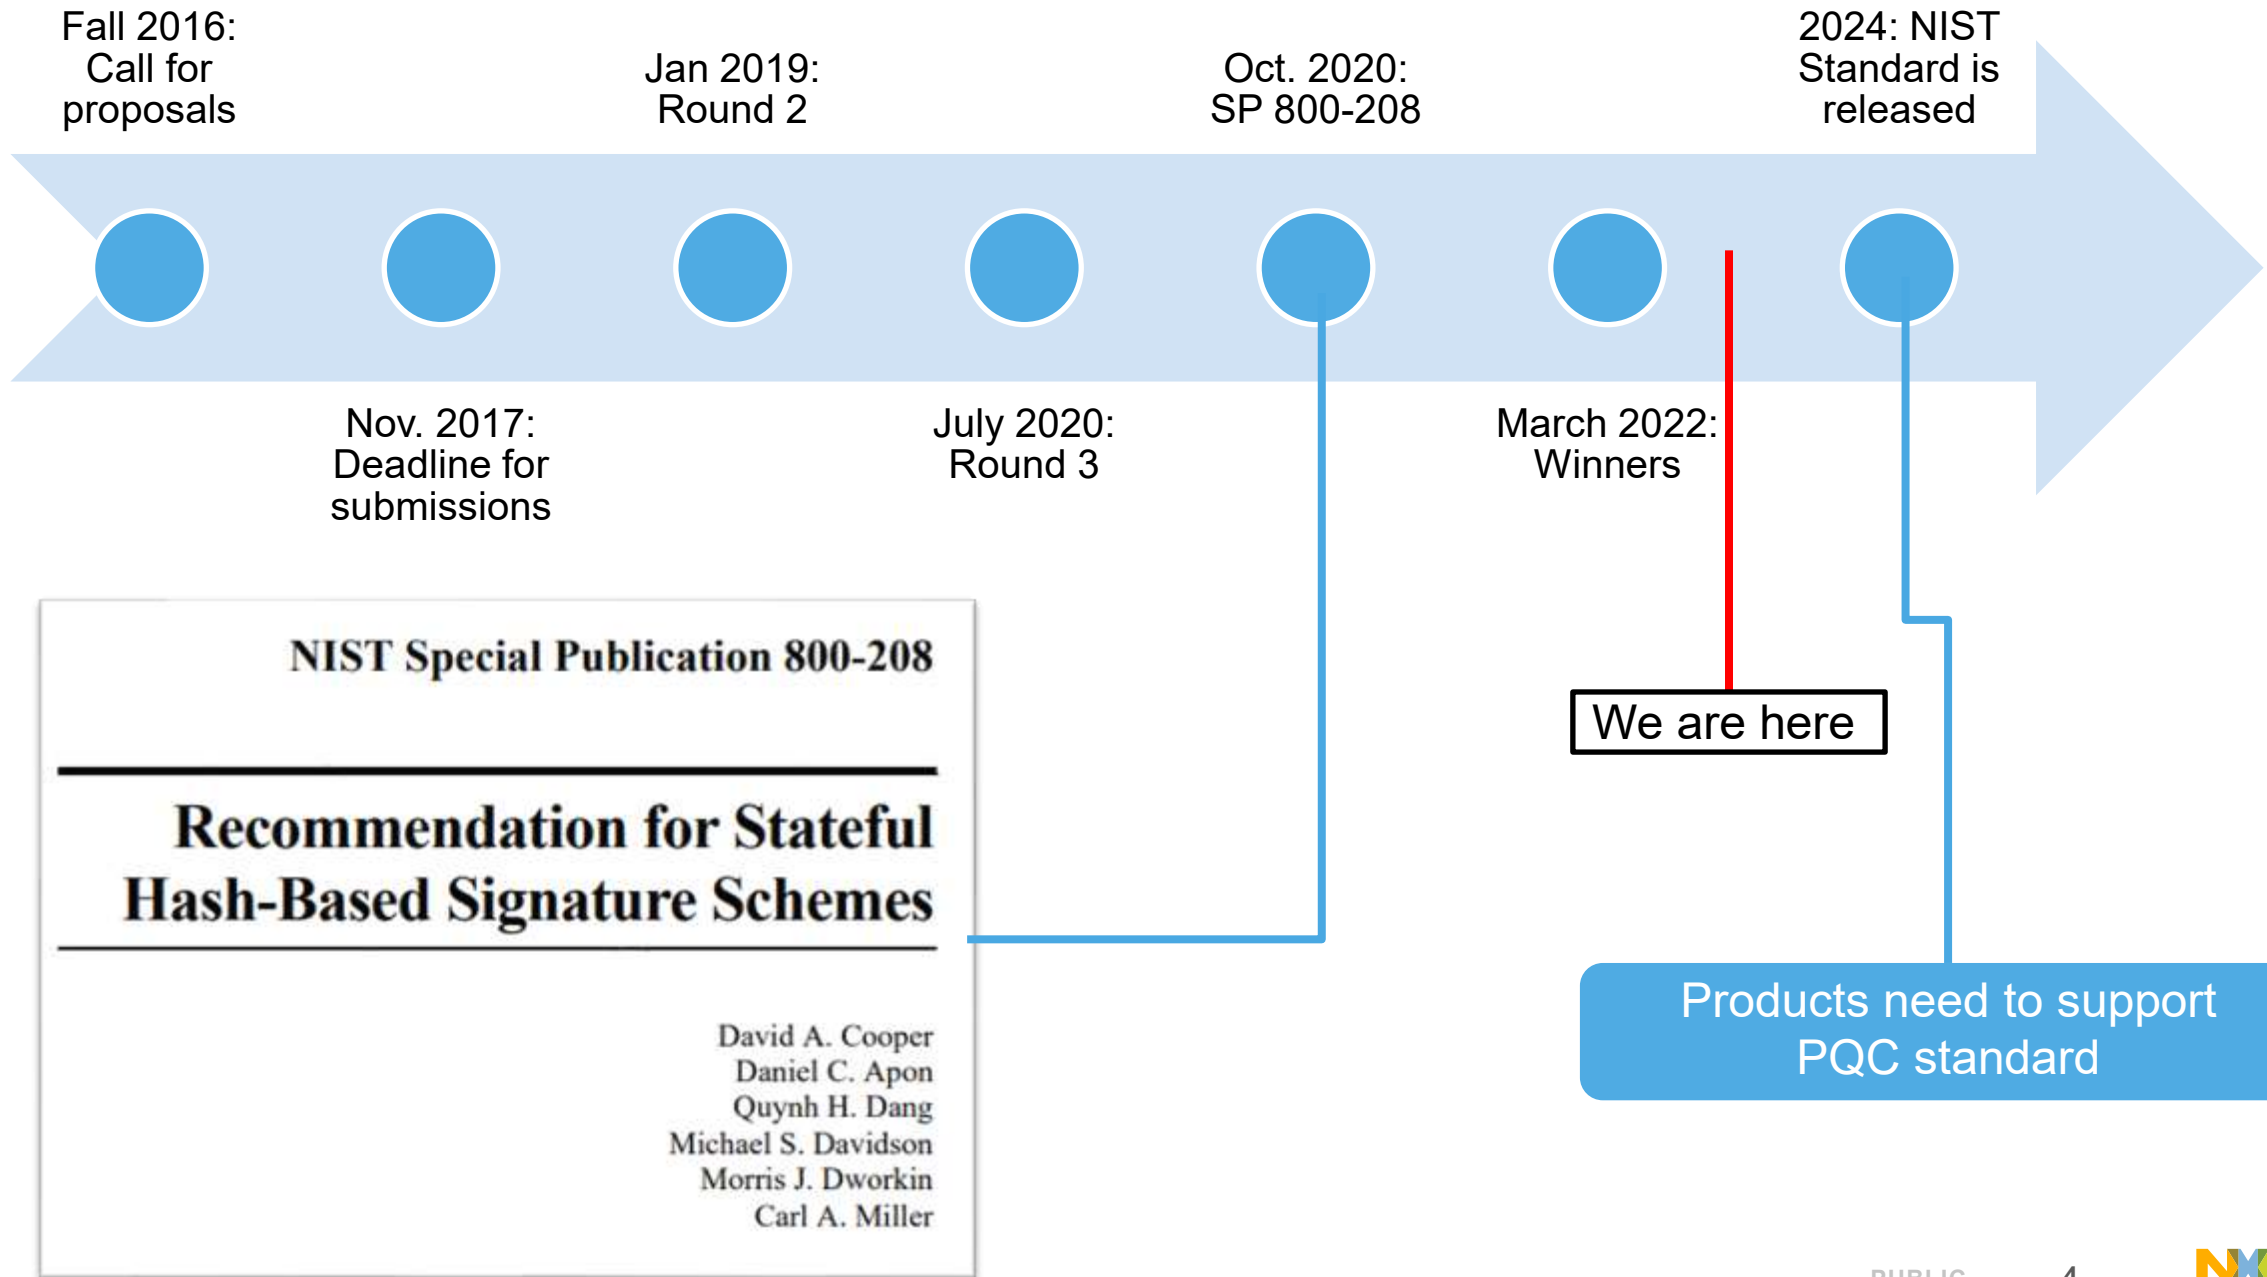 Fall 2016:
Call for
proposals
Jan 2019:
Round 2
Oct. 2020:
SP 800-208
2024: NIST
Standard is
released
Nov. 2017:
Deadline for
submissions
July 2020:
Round 3
March 2022:
Winners
We are here
NIST Special Publication 800-208
Recommendation for Stateful
Hash-Based Signature Schemes
David A. Cooper
Daniel C. Apon
Quynh H. Dang
Michael S. Davidson
Morris J. Dworkin
Carl A. Miller
Products need to support
PQC standard
PUBLIC 4